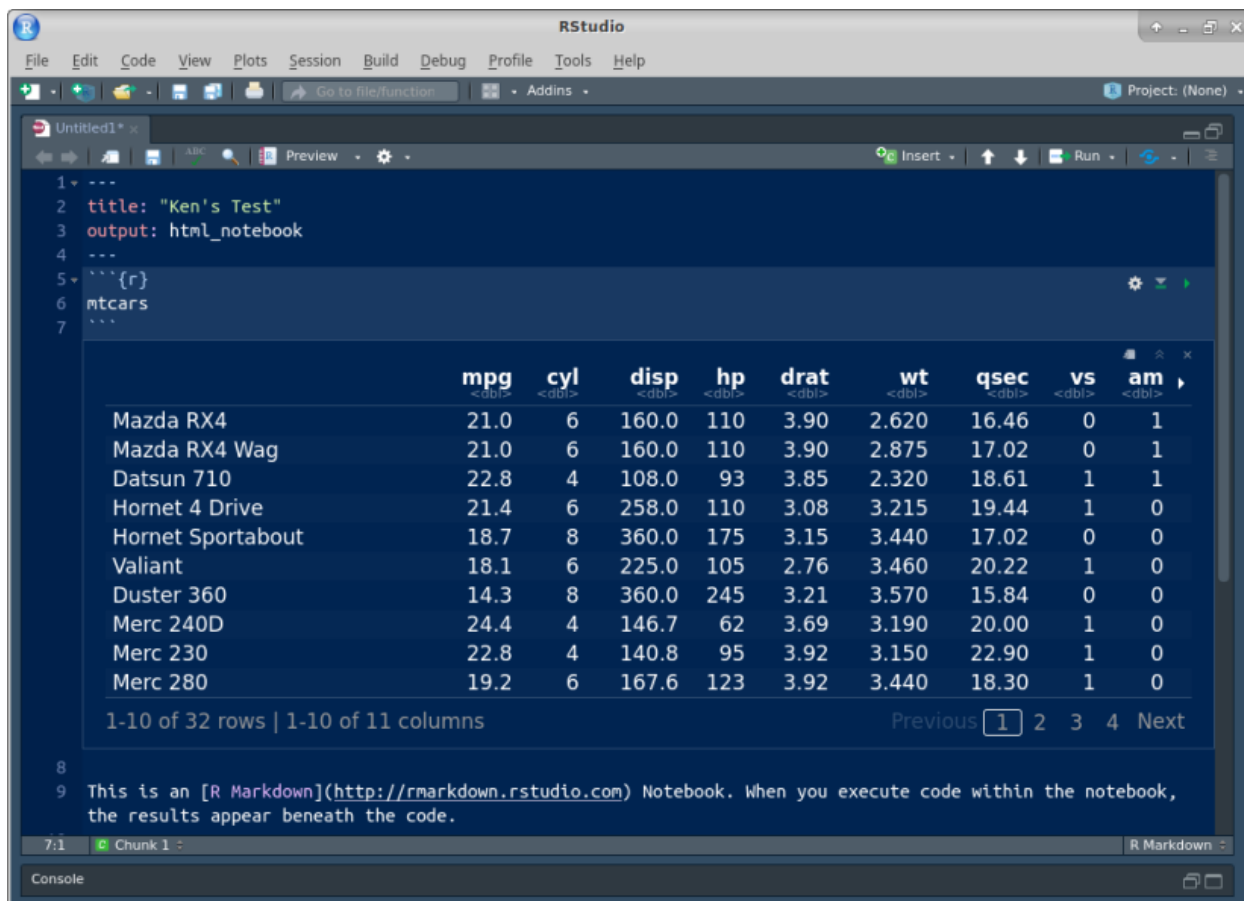 RStudio
File Edit Code View Plots Session Build Debug Profile Tools Help
Go to file/function Addins Project: (None)
Untitled1*
ABC Preview Insert Run
1 ---
2 title: "Ken's Test"
3 output: html_notebook
4 ---
5 ```{r}
6 mtcars
7 ```
mpg cyl disp hp drat wt qsec vs am
<dbl> <dbl> <dbl> <dbl> <dbl> <dbl> <dbl> <dbl> <dbl>
Mazda RX4 21.0 6 160.0 110 3.90 2.620 16.46 0 1
Mazda RX4 Wag 21.0 6 160.0 110 3.90 2.875 17.02 0 1
Datsun 710 22.8 4 108.0 93 3.85 2.320 18.61 1 1
Hornet 4 Drive 21.4 6 258.0 110 3.08 3.215 19.44 1 0
Hornet Sportabout 18.7 8 360.0 175 3.15 3.440 17.02 0 0
Valiant 18.1 6 225.0 105 2.76 3.460 20.22 1 0
Duster 360 14.3 8 360.0 245 3.21 3.570 15.84 0 0
Merc 240D 24.4 4 146.7 62 3.69 3.190 20.00 1 0
Merc 230 22.8 4 140.8 95 3.92 3.150 22.90 1 0
Merc 280 19.2 6 167.6 123 3.92 3.440 18.30 1 0
1-10 of 32 rows | 1-10 of 11 columns Previous 1 2 3 4 Next
8
9 This is an [R Markdown](http://rmarkdown.rstudio.com) Notebook. When you execute code within the notebook,
the results appear beneath the code.
7:1 C Chunk 1 R Markdown
Console